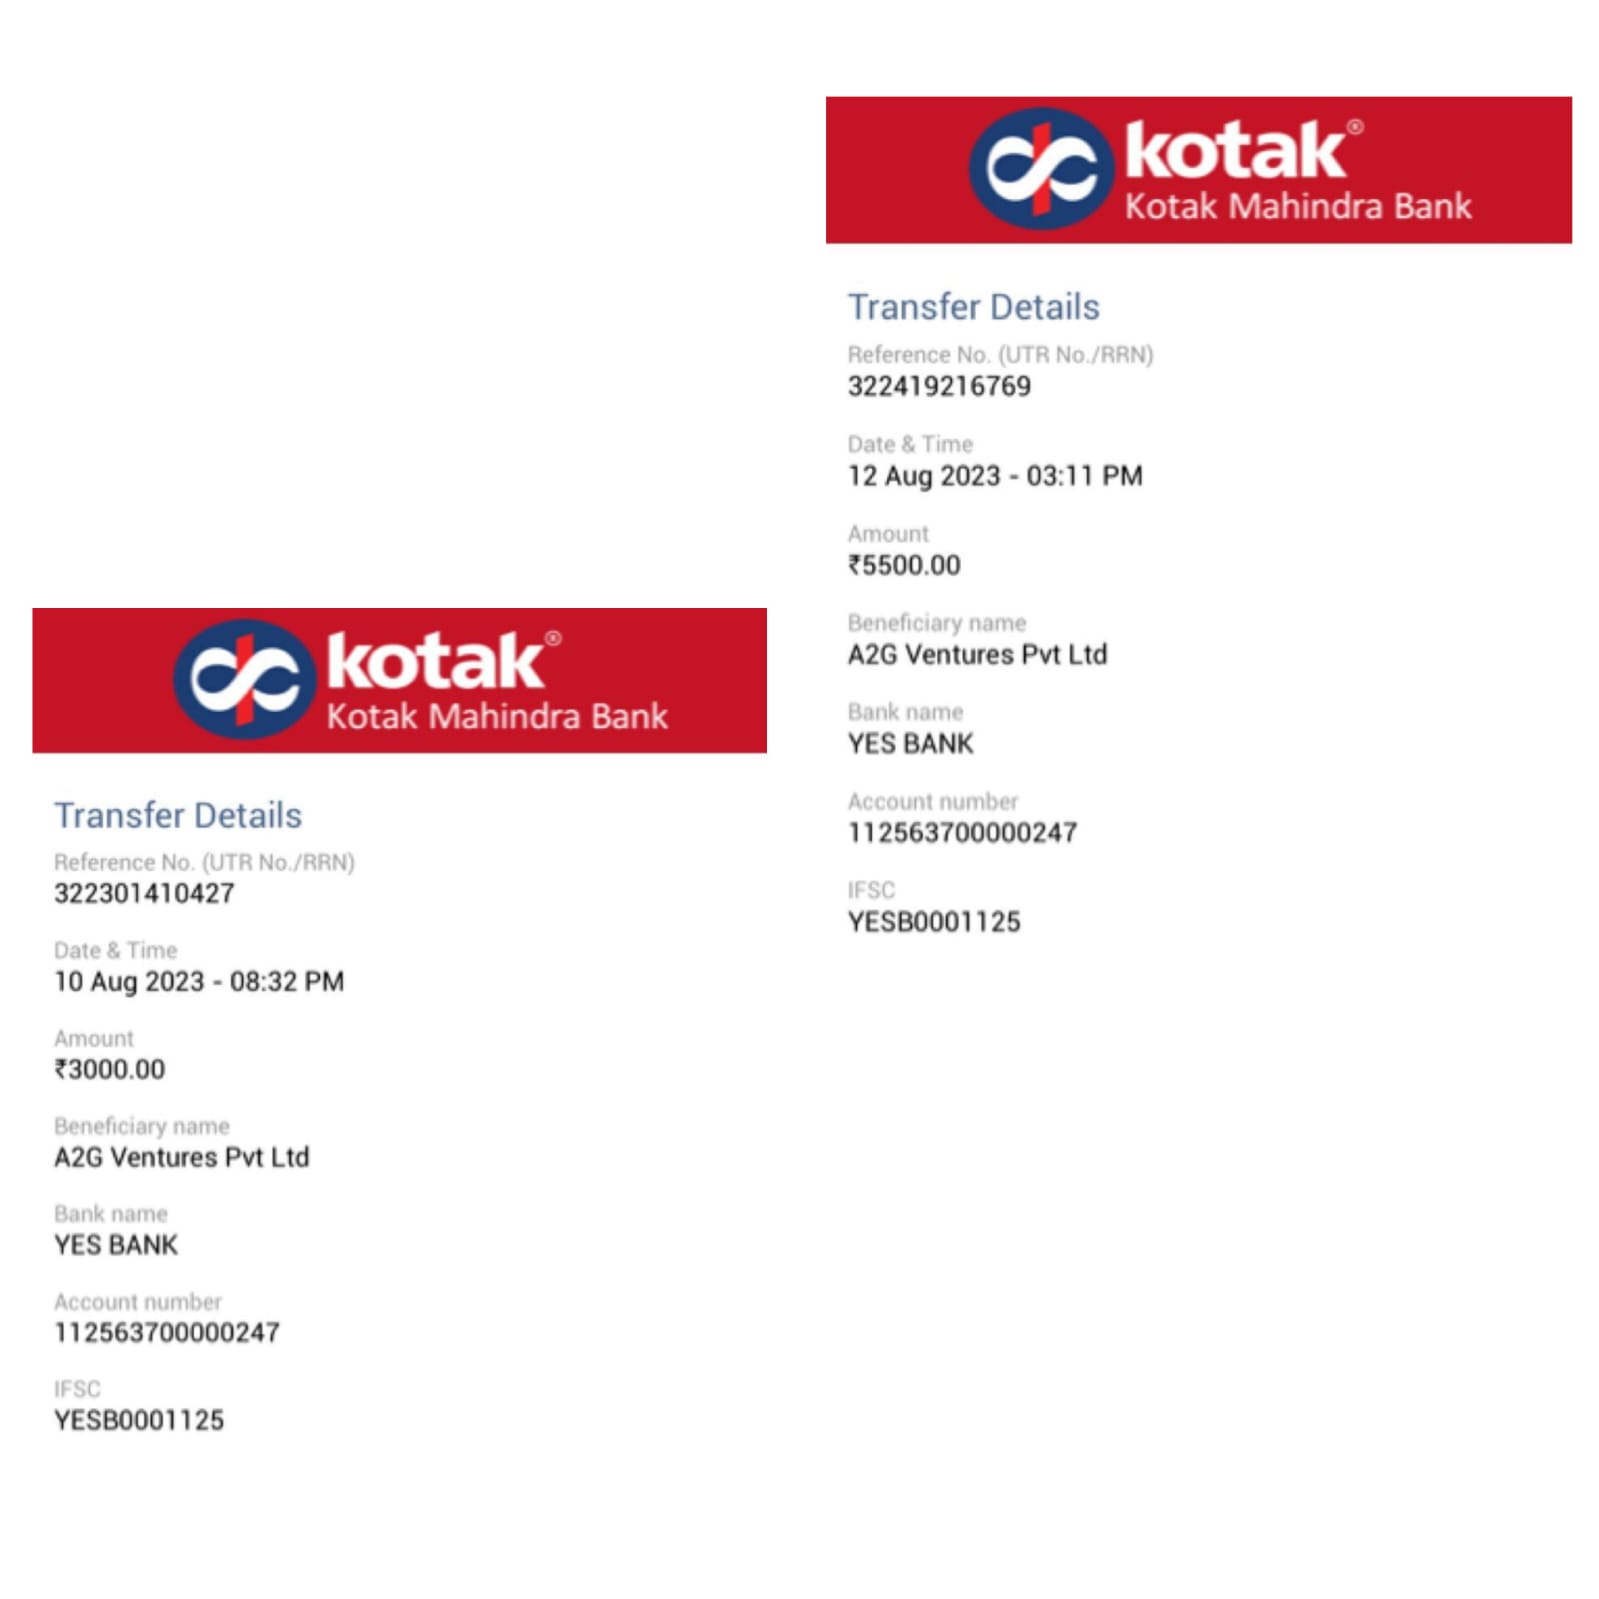 kotak®
Kotak Mahindra Bank
Transfer Details
Reference No. (UTR No./RRN)
322301410427
Date & Time
10 Aug 2023 - 08:32 PM
Amount
₹3000.00
Beneficiary name
A2G Ventures Pvt Ltd
Bank name
YES BANK
Account number
112563700000247
IFSC
YESB0001125
kotak®
Kotak Mahindra Bank
Transfer Details
Reference No. (UTR No./RRN)
322419216769
Date & Time
12 Aug 2023 - 03:11 PM
Amount
₹5500.00
Beneficiary name
A2G Ventures Pvt Ltd
Bank name
YES BANK
Account number
112563700000247
IFSC
YESB0001125